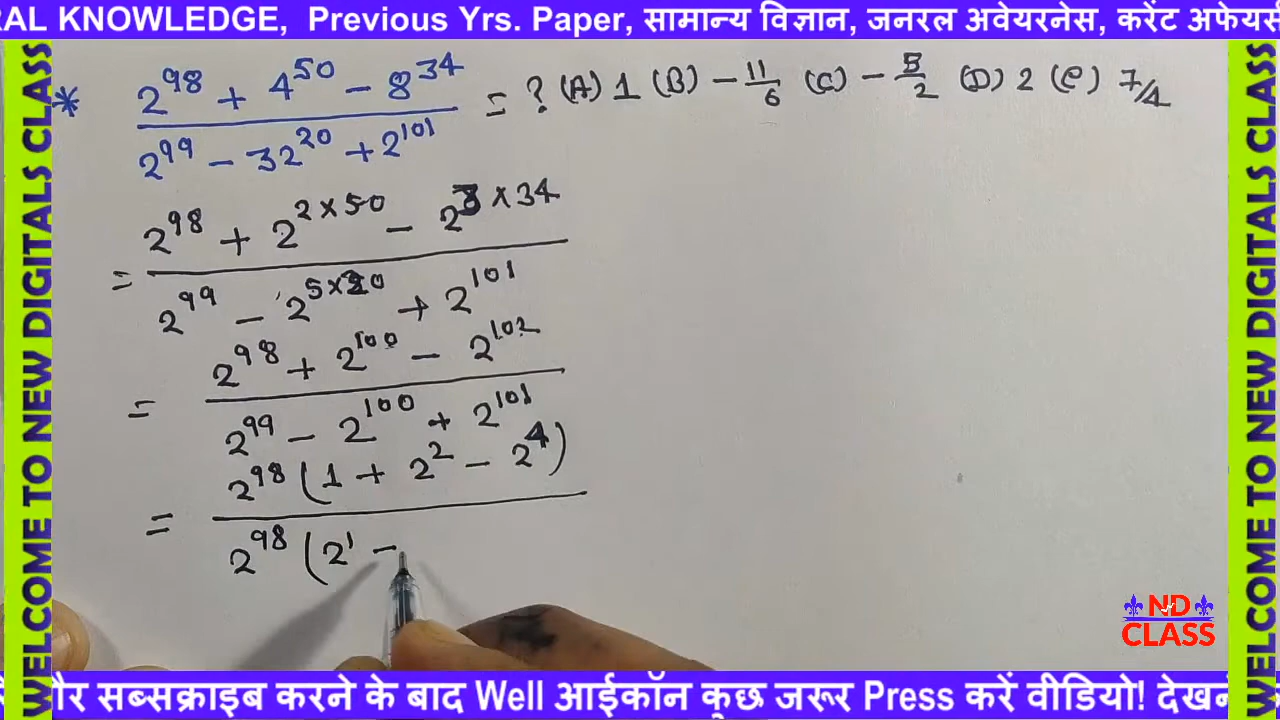 RAL KNOWLEDGE, Previous Yrs. Paper, सामान्य विज्ञान, जनरल अवेयरनेस, करेंट अफेयर्स
WELCOME TO NEW DIGITALS CLASS
* (2^98 + 4^50 − 8^34) / (2^99 − 32^20 + 2^101) = ? (A) 1 (B) −11/6 (C) −5/2 (D) 2 (E) 7/4
= (2^98 + 2^(2×50) − 2^(3×34)) / (2^99 − 2^(5×20) + 2^101)
= (2^98 + 2^100 − 2^102) / (2^99 − 2^100 + 2^101)
= 2^98 (1 + 2^2 − 2^4) / 2^98 (2^1 −
ND
CLASS
WELCOME TO NEW DIGITALS CLASS
और सब्सक्राइब करने के बाद Well आईकॉन कुछ जरूर Press करें वीडियो! देखने